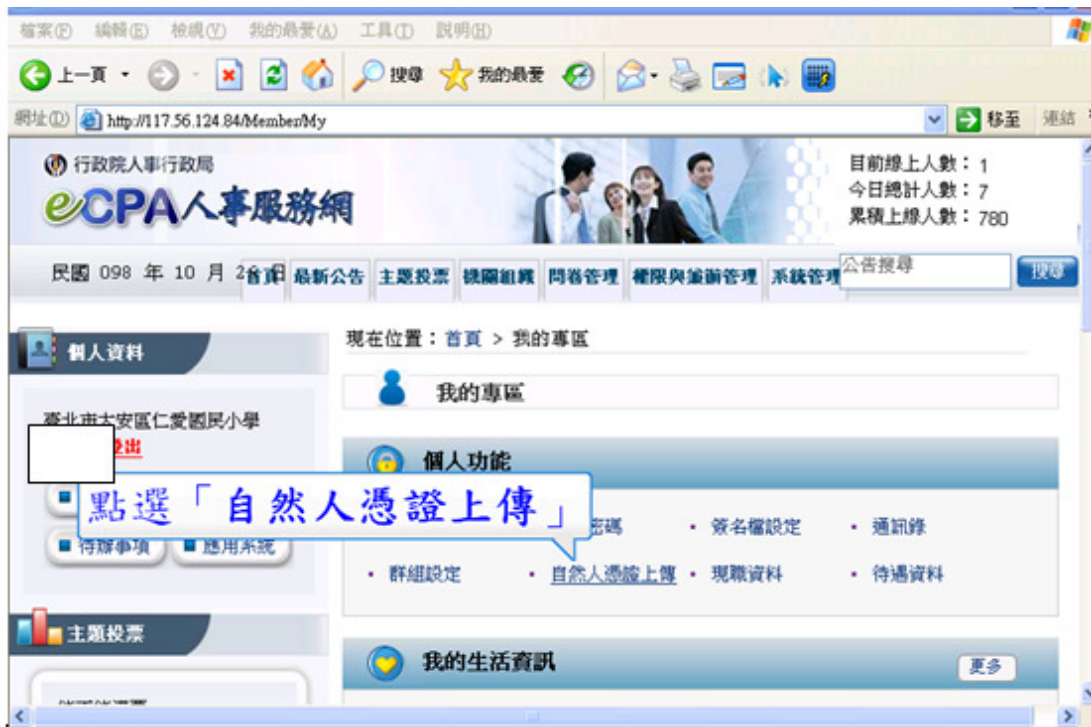 檔案(F) 編輯(E) 檢視(V) 我的最愛(A) 工具(T) 說明(H)
上一頁 搜尋 我的最愛
網址(D) http://117.56.124.84/Member/My 移至 連結
行政院人事行政局
eCPA人事服務網
目前線上人數：1
今日總計人數：7
累積上線人數：780
民國 098 年 10 月 26 日 首頁 最新公告 主題投票 機關組織 問卷管理 權限與 管理 系統管理 公告搜尋 搜尋
個人資料
現在位置：首頁 > 我的專區
我的專區
臺北市大安區仁愛國民小學
登出
個人功能
點選「自然人憑證上傳」
密碼 簽名檔設定 通訊錄
待辦事項 應用系統
群組設定 自然人憑證上傳 現職資料 待遇資料
主題投票
我的生活資訊 更多